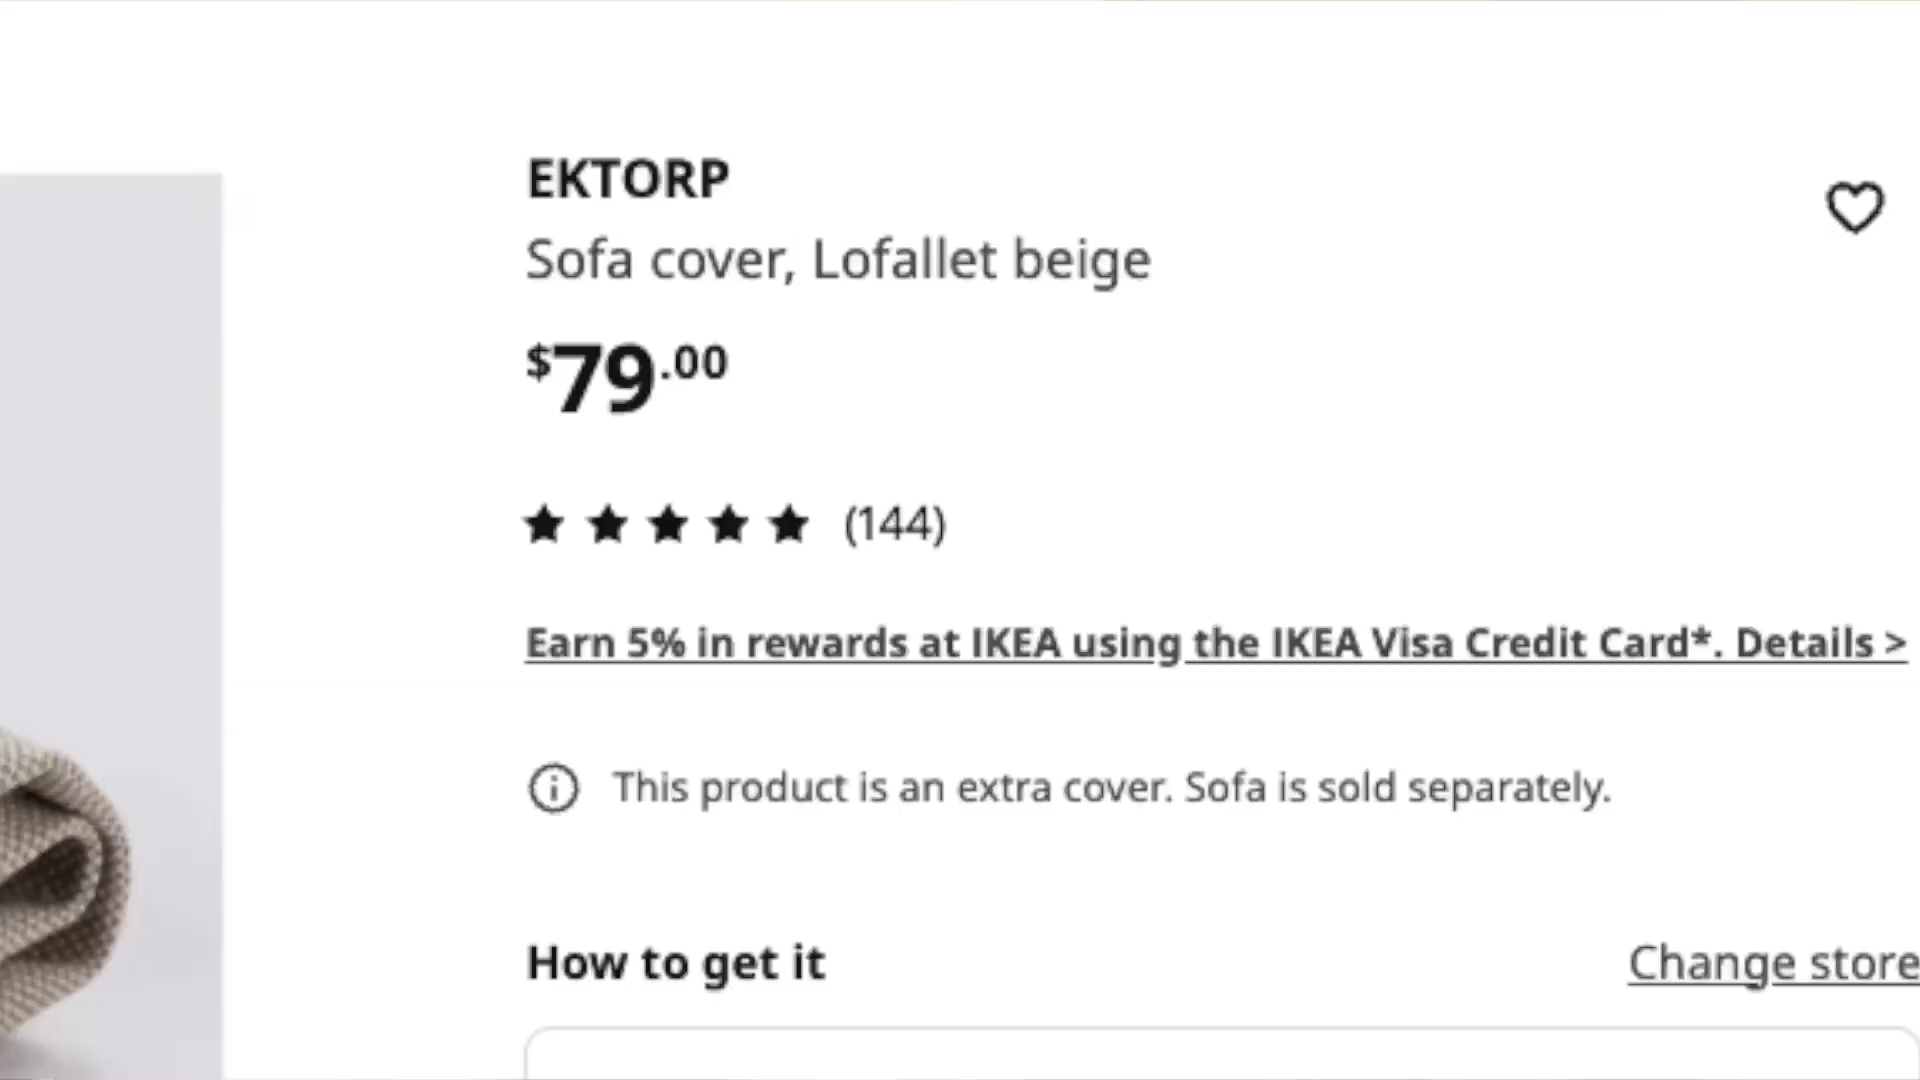 EKTORP
Sofa cover, Lofallet beige
$79.00
(144)
Earn 5% in rewards at IKEA using the IKEA Visa Credit Card*. Details >
This product is an extra cover. Sofa is sold separately.
How to get it
Change store